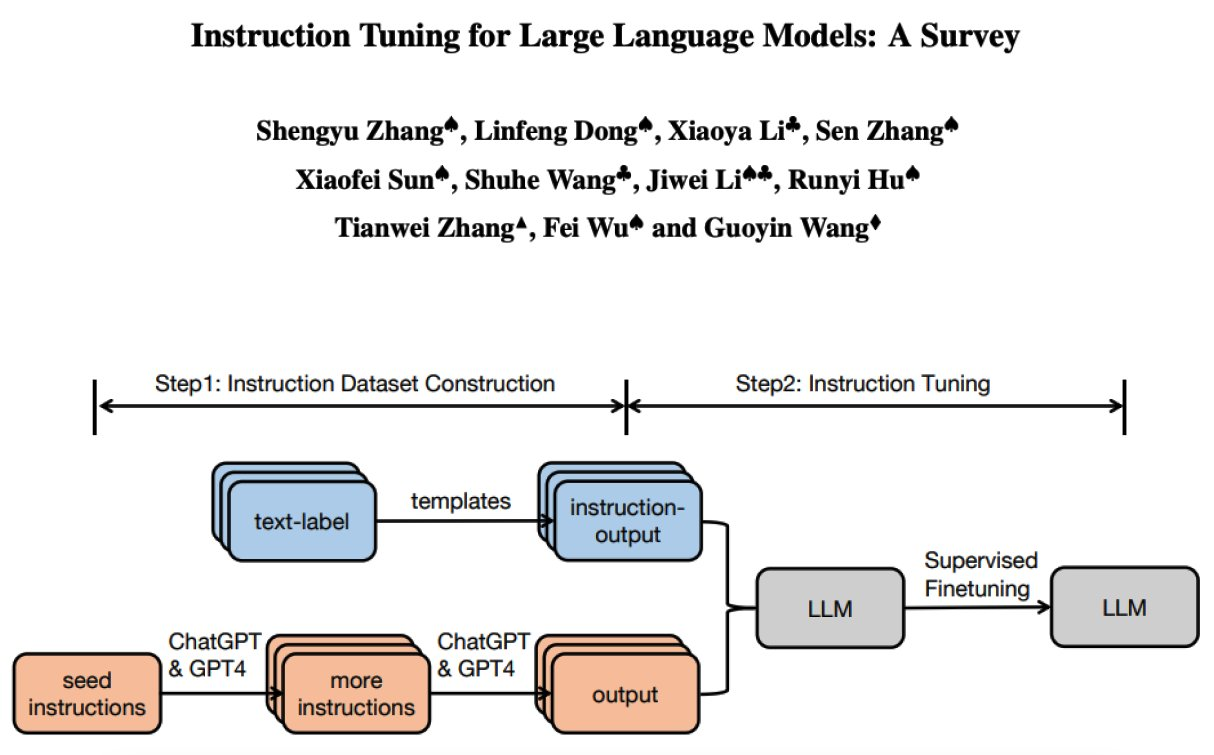 Instruction Tuning for Large Language Models: A Survey
Shengyu Zhang♠, Linfeng Dong♠, Xiaoya Li♣, Sen Zhang♠
Xiaofei Sun♠, Shuhe Wang♣, Jiwei Li♠♣, Runyi Hu♠
Tianwei Zhang▲, Fei Wu♠ and Guoyin Wang♦
Step1: Instruction Dataset Construction
Step2: Instruction Tuning
text-label
templates
instruction-
output
seed
instructions
ChatGPT
& GPT4
more
instructions
ChatGPT
& GPT4
output
LLM
Supervised
Finetuning
LLM